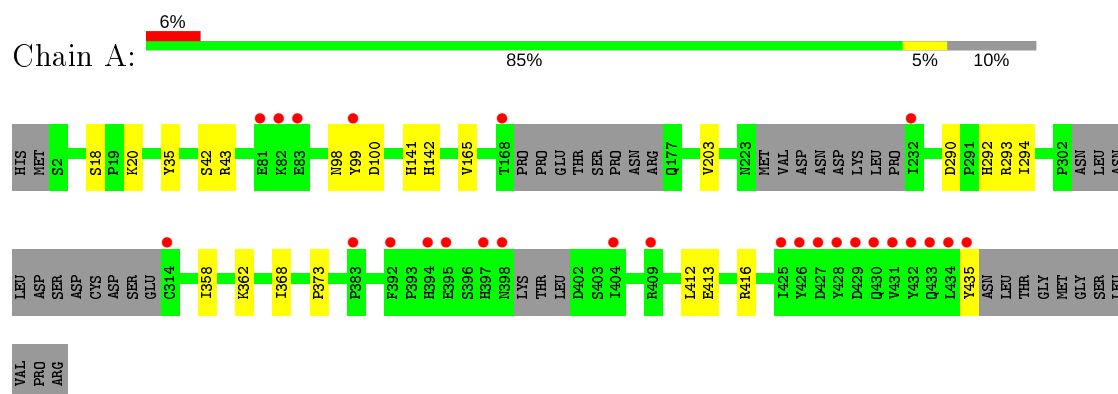 6%
Chain A:
85% 5% 10%
HIS MET S2 S18 P19 K20 Y35 S42 R43 E81 K82 E83 N98 Y99 D100 H141 H142 V165 T168 PRO PRO GLU THR SER PRO ASN ARG Q177 V203 N223 MET VAL ASP ASN ASP LYS LEU PRO I232 D290 P291 H292 R293 I294 P302 ASN LEU ASN
LEU ASP SER ASP CYS ASP SER GLU C314 I358 K362 I368 P373 P383 F392 P393 H394 E395 S396 H397 N398 LYS THR LEU D402 S403 I404 R409 L412 E413 R416 I425 Y426 D427 Y428 D429 Q430 V431 Y432 Q433 L434 Y435 ASN LEU THR GLY MET GLY SER LEU
VAL PRO ARG